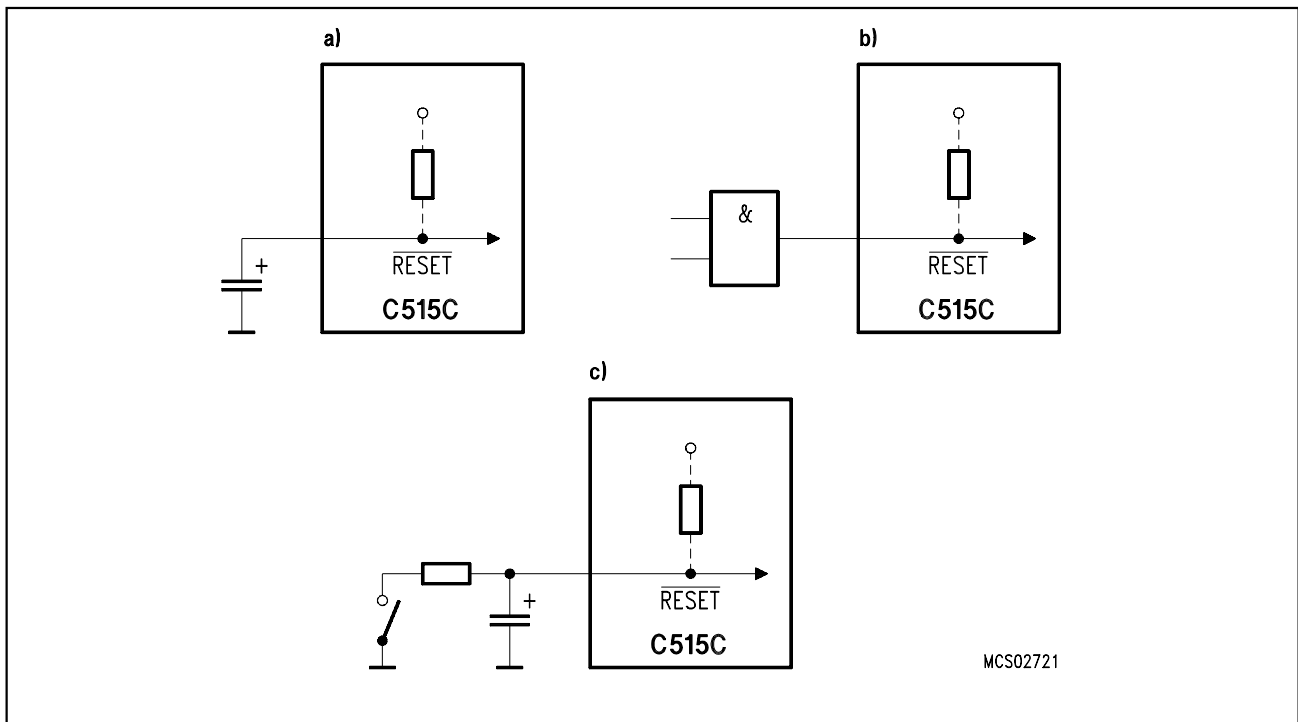 a)
+
RESET
C515C
b)
&
RESET
C515C
c)
+
RESET
C515C
MCS02721